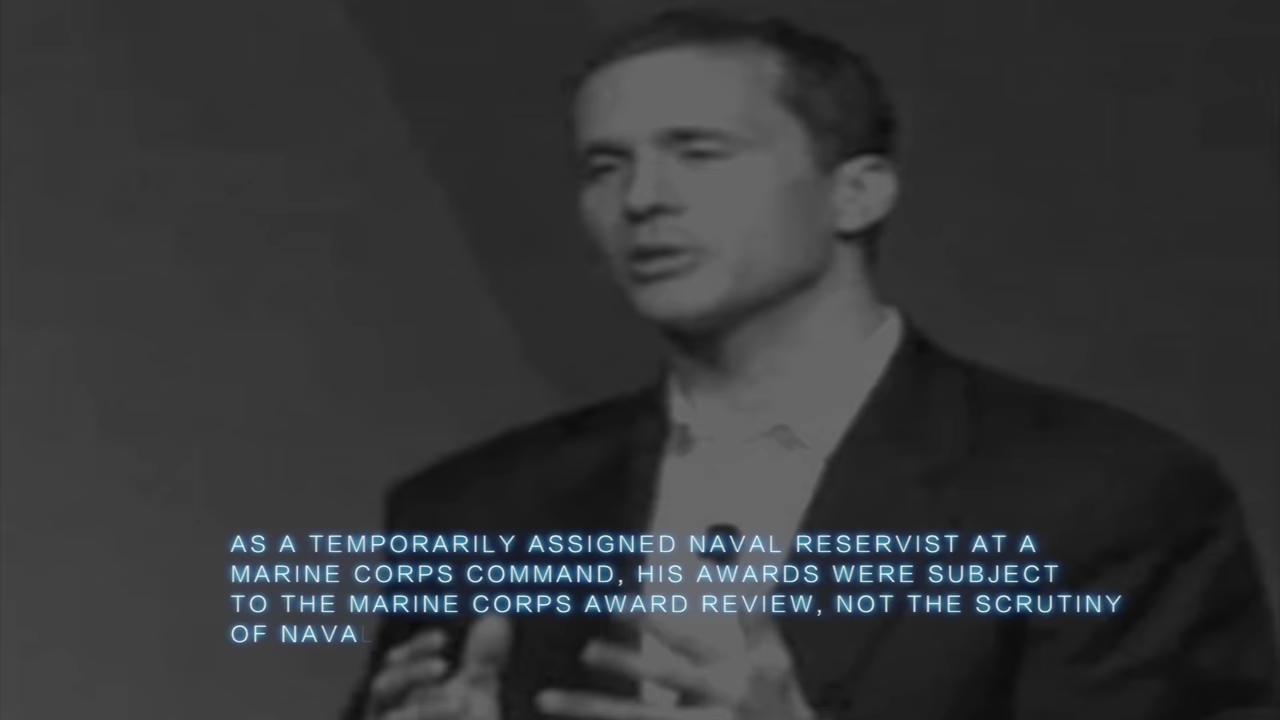 AS A TEMPORARILY ASSIGNED NAVAL RESERVIST AT A
MARINE CORPS COMMAND, HIS AWARDS WERE SUBJECT
TO THE MARINE CORPS AWARD REVIEW, NOT THE SCRUTINY
OF NAVAL